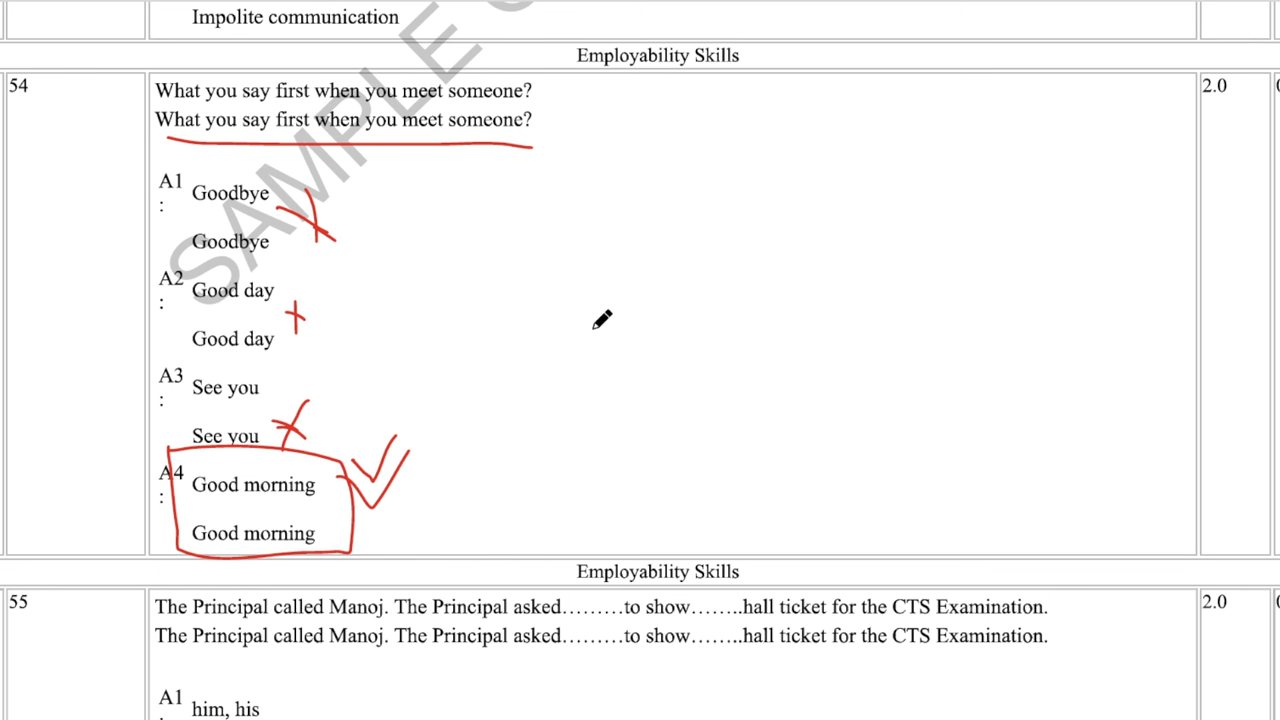 Impolite communication
Employability Skills
54
What you say first when you meet someone?
2.0
What you say first when you meet someone?
A1
:
Goodbye
Goodbye
A2
:
Good day
Good day
A3
:
See you
See you
A4
:
Good morning
Good morning
SAMPLE
Employability Skills
55
The Principal called Manoj. The Principal asked………to show……..hall ticket for the CTS Examination.
2.0
The Principal called Manoj. The Principal asked………to show……..hall ticket for the CTS Examination.
A1
him, his